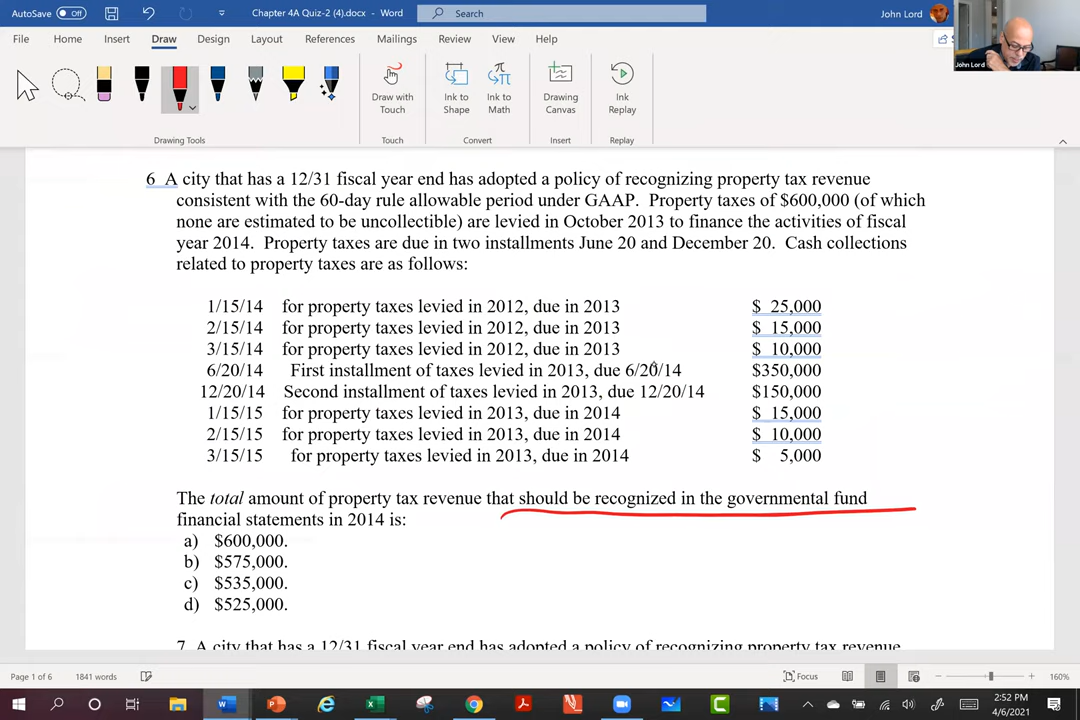 AutoSave Off Chapter 4A Quiz-2 (4).docx - Word Search John Lord
John Lord
File Home Insert Draw Design Layout References Mailings Review View Help
Draw with Touch
Ink to Shape
Ink to Math
Drawing Canvas
Ink Replay
Drawing Tools Touch Convert Insert Replay
6 A city that has a 12/31 fiscal year end has adopted a policy of recognizing property tax revenue
consistent with the 60-day rule allowable period under GAAP. Property taxes of $600,000 (of which
none are estimated to be uncollectible) are levied in October 2013 to finance the activities of fiscal
year 2014. Property taxes are due in two installments June 20 and December 20. Cash collections
related to property taxes are as follows:
1/15/14 for property taxes levied in 2012, due in 2013 $ 25,000
2/15/14 for property taxes levied in 2012, due in 2013 $ 15,000
3/15/14 for property taxes levied in 2012, due in 2013 $ 10,000
6/20/14 First installment of taxes levied in 2013, due 6/20/14 $350,000
12/20/14 Second installment of taxes levied in 2013, due 12/20/14 $150,000
1/15/15 for property taxes levied in 2013, due in 2014 $ 15,000
2/15/15 for property taxes levied in 2013, due in 2014 $ 10,000
3/15/15 for property taxes levied in 2013, due in 2014 $ 5,000
The total amount of property tax revenue that should be recognized in the governmental fund
financial statements in 2014 is:
a) $600,000.
b) $575,000.
c) $535,000.
d) $525,000.
7 A city that has a 12/31 fiscal year end has adopted a policy of recognizing property tax revenue
Page 1 of 6 1841 words Focus 160%
2:52 PM
4/6/2021